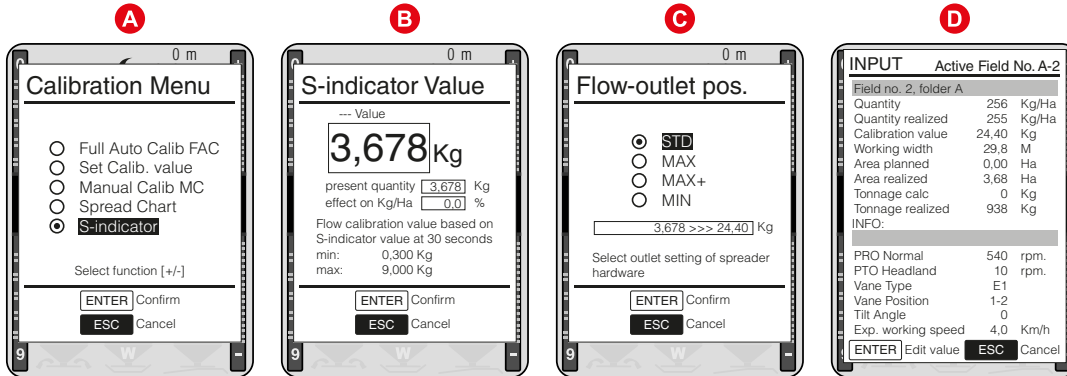 A
0 m
Calibration Menu
Full Auto Calib FAC
Set Calib. value
Manual Calib MC
Spread Chart
S-indicator
Select function [+/-]
ENTER Confirm
ESC Cancel
9 W -
B
0 m
S-indicator Value
--- Value
3,678 Kg
present quantity 3,678 Kg
effect on Kg/Ha 0,0 %
Flow calibration value based on
S-indicator value at 30 seconds
min: 0,300 Kg
max: 9,000 Kg
ENTER Confirm
ESC Cancel
9 W -
C
0 m
Flow-outlet pos.
STD
MAX
MAX+
MIN
3,678 >>> 24,40 Kg
Select outlet setting of spreader
hardware
ENTER Confirm
ESC Cancel
9 W -
D
INPUT Active Field No. A-2
Field no. 2, folder A
Quantity 256 Kg/Ha
Quantity realized 255 Kg/Ha
Calibration value 24,40 Kg
Working width 29,8 M
Area planned 0,00 Ha
Area realized 3,68 Ha
Tonnage calc 0 Kg
Tonnage realized 938 Kg
INFO:
PRO Normal 540 rpm.
PTO Headland 10 rpm.
Vane Type E1
Vane Position 1-2
Tilt Angle 0
Exp. working speed 4,0 Km/h
ENTER Edit value ESC Cancel